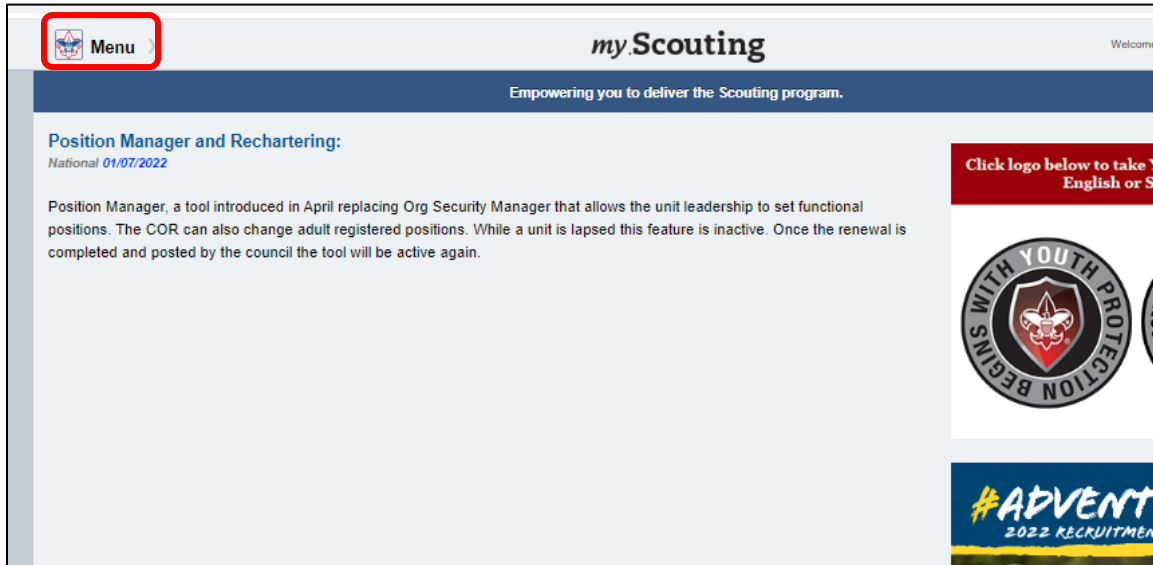 Menu
my.Scouting
Welcome
Empowering you to deliver the Scouting program.
Position Manager and Rechartering:
National 01/07/2022
Position Manager, a tool introduced in April replacing Org Security Manager that allows the unit leadership to set functional
positions. The COR can also change adult registered positions. While a unit is lapsed this feature is inactive. Once the renewal is
completed and posted by the council the tool will be active again.
Click logo below to take
English or
WITH YOUTH PROTECTION BEGINS
#ADVENT
2022 RECRUITMEN